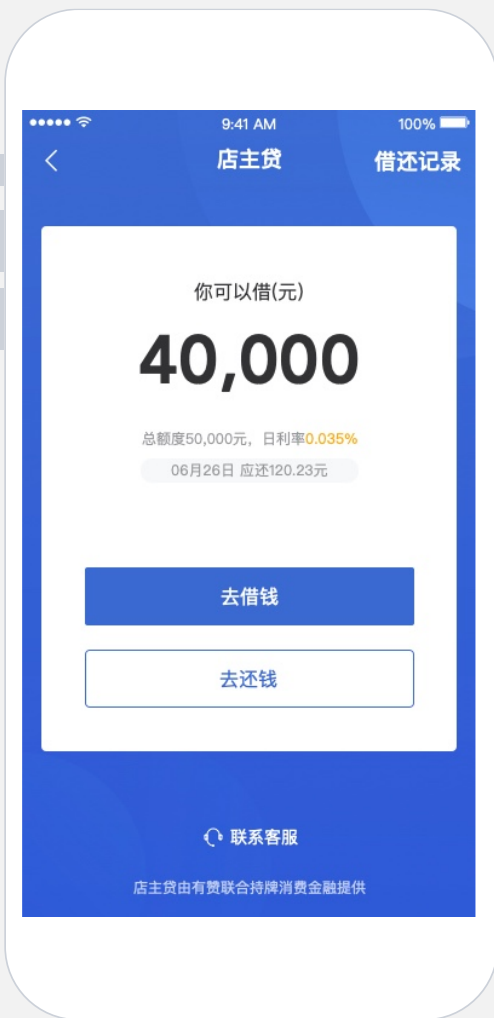 9:41 AM
100%
店主贷
借还记录
你可以借(元)
40,000
总额度50,000元，日利率0.035%
06月26日 应还120.23元
去借钱
去还钱
联系客服
店主贷由有赞联合持牌消费金融提供